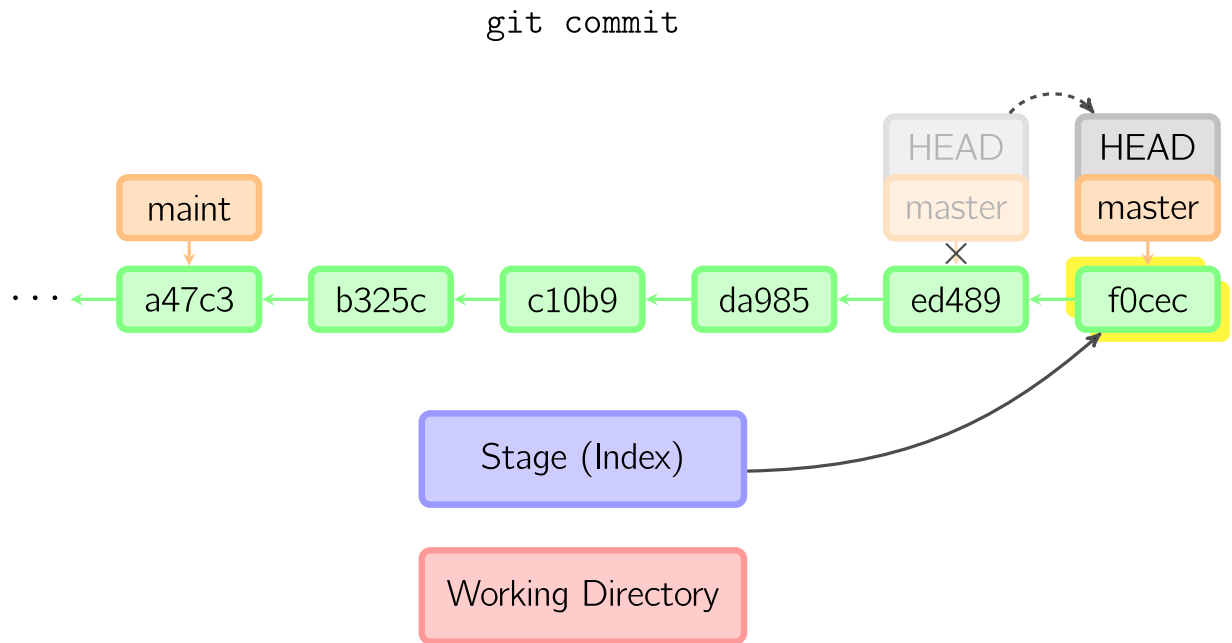 git commit
HEAD HEAD
maint master master
... a47c3 b325c c10b9 da985 ed489 f0cec
Stage (Index)
Working Directory